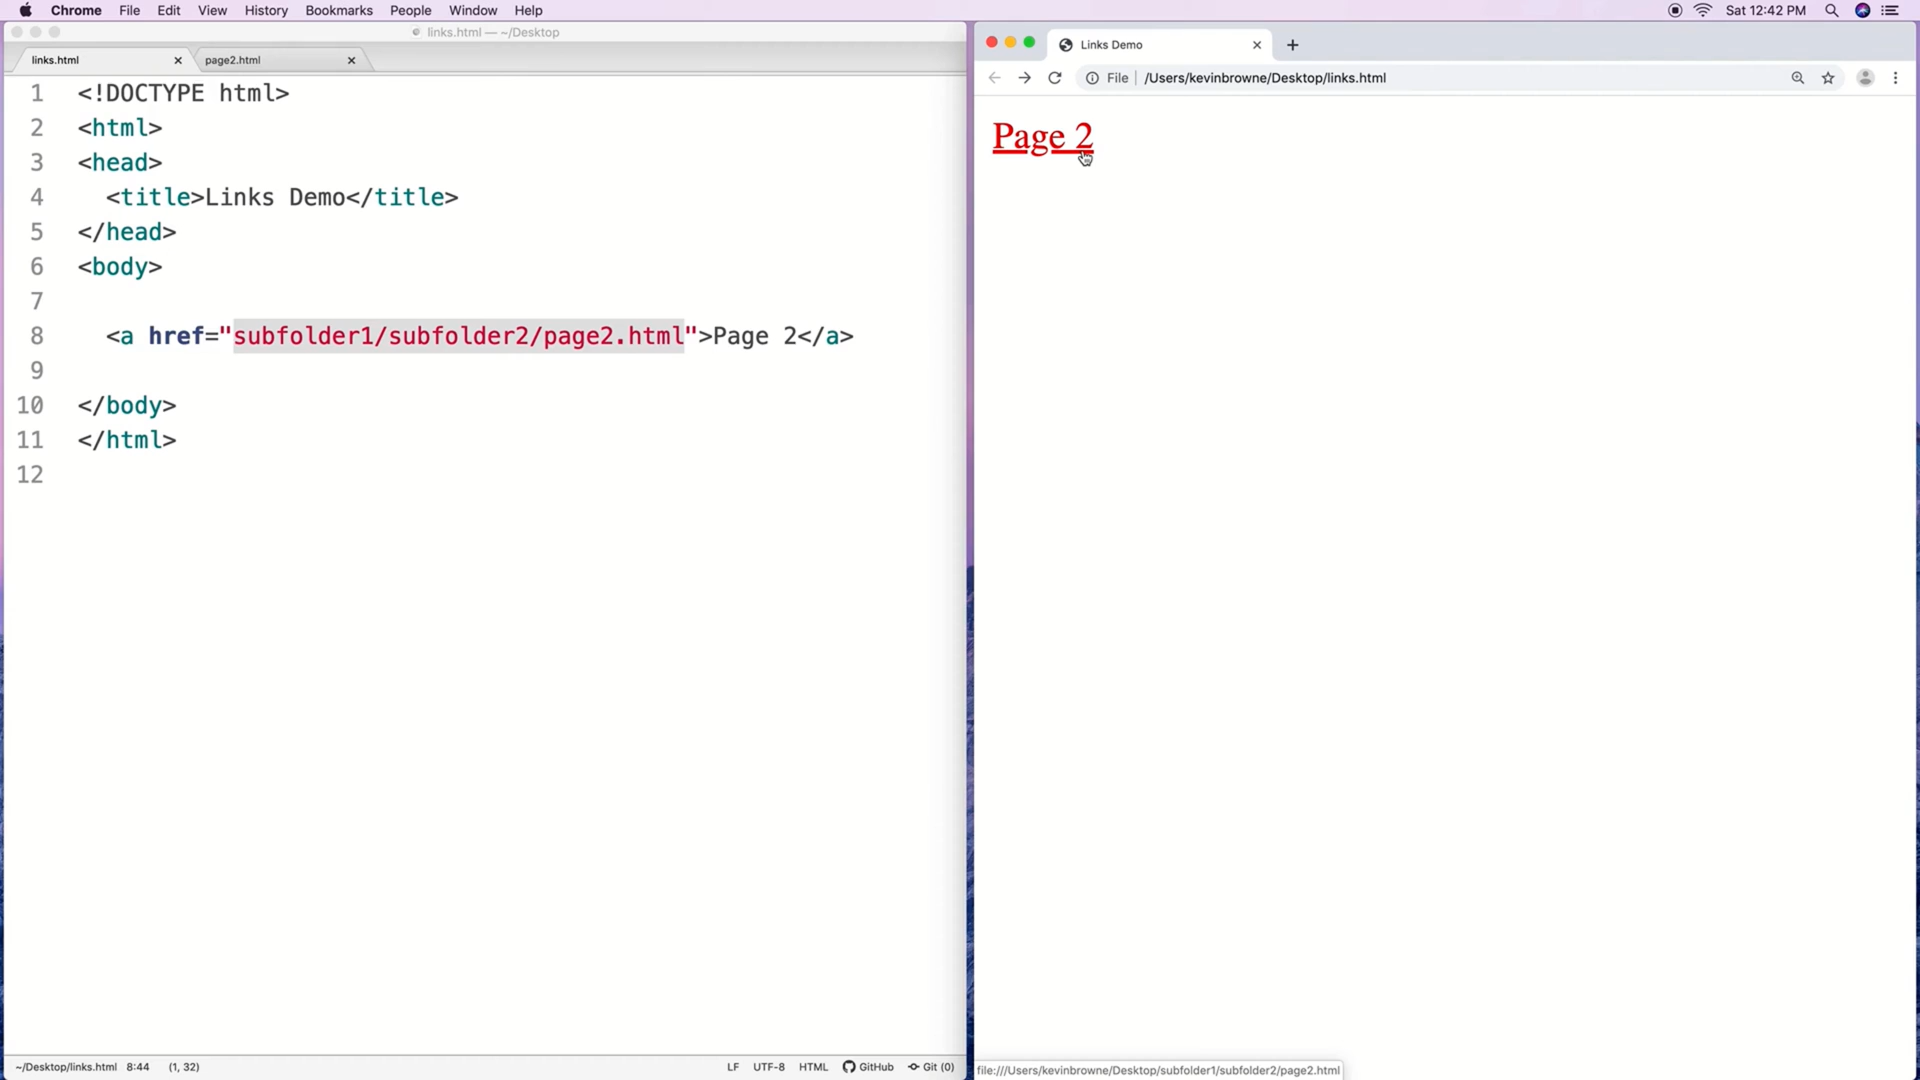 Chrome File Edit View History Bookmarks People Window Help Sat 12:42 PM
links.html — ~/Desktop
links.html page2.html
1 <!DOCTYPE html>
2 <html>
3 <head>
4 <title>Links Demo</title>
5 </head>
6 <body>
7
8 <a href="subfolder1/subfolder2/page2.html">Page 2</a>
9
10 </body>
11 </html>
12
~/Desktop/links.html 8:44 (1, 32) LF UTF-8 HTML GitHub Git (0)
Links Demo
File /Users/kevinbrowne/Desktop/links.html
Page 2
file:///Users/kevinbrowne/Desktop/subfolder1/subfolder2/page2.html